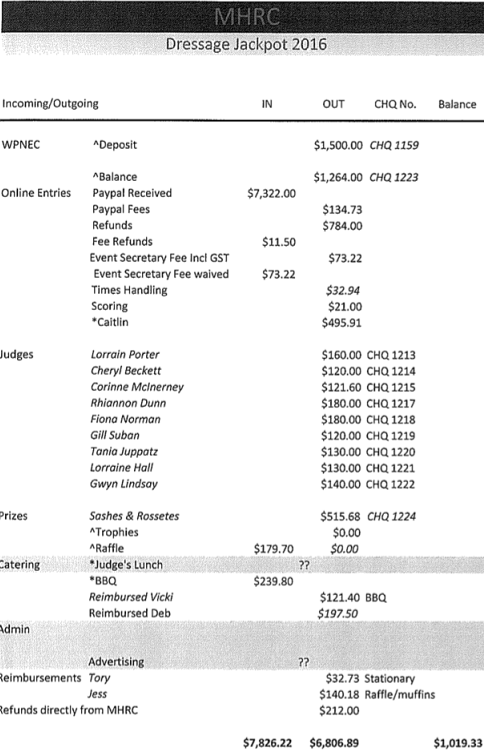 MHRC
Dressage Jackpot 2016
Incoming/Outgoing IN OUT CHQ No. Balance
WPNEC ^Deposit $1,500.00 CHQ 1159
^Balance $1,264.00 CHQ 1223
Online Entries Paypal Received $7,322.00
Paypal Fees $134.73
Refunds $784.00
Fee Refunds $11.50
Event Secretary Fee Incl GST $73.22
Event Secretary Fee waived $73.22
Times Handling $32.94
Scoring $21.00
*Caitlin $495.91
Judges Lorrain Porter $160.00 CHQ 1213
Cheryl Beckett $120.00 CHQ 1214
Corinne McInerney $121.60 CHQ 1215
Rhiannon Dunn $180.00 CHQ 1217
Fiona Norman $180.00 CHQ 1218
Gill Suban $120.00 CHQ 1219
Tania Juppatz $130.00 CHQ 1220
Lorraine Hall $130.00 CHQ 1221
Gwyn Lindsay $140.00 CHQ 1222
Prizes Sashes & Rossetes $515.68 CHQ 1224
^Trophies $0.00
^Raffle $179.70 $0.00
Catering *Judge's Lunch ??
*BBQ $239.80
Reimbursed Vicki $121.40 BBQ
Reimbursed Deb $197.50
Admin
Advertising ??
Reimbursements Tory $32.73 Stationary
Jess $140.18 Raffle/muffins
Refunds directly from MHRC $212.00
$7,826.22 $6,806.89 $1,019.33